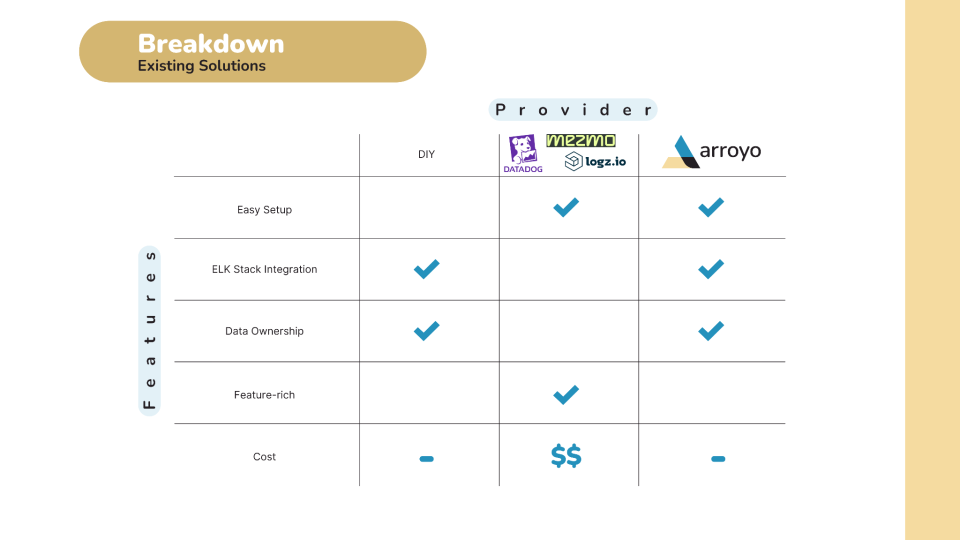 Breakdown
Existing Solutions
Provider
DIY
DATADOG
mezmo
logz.io
arroyo
Features
Easy Setup
ELK Stack Integration
Data Ownership
Feature-rich
Cost
-
$$
-